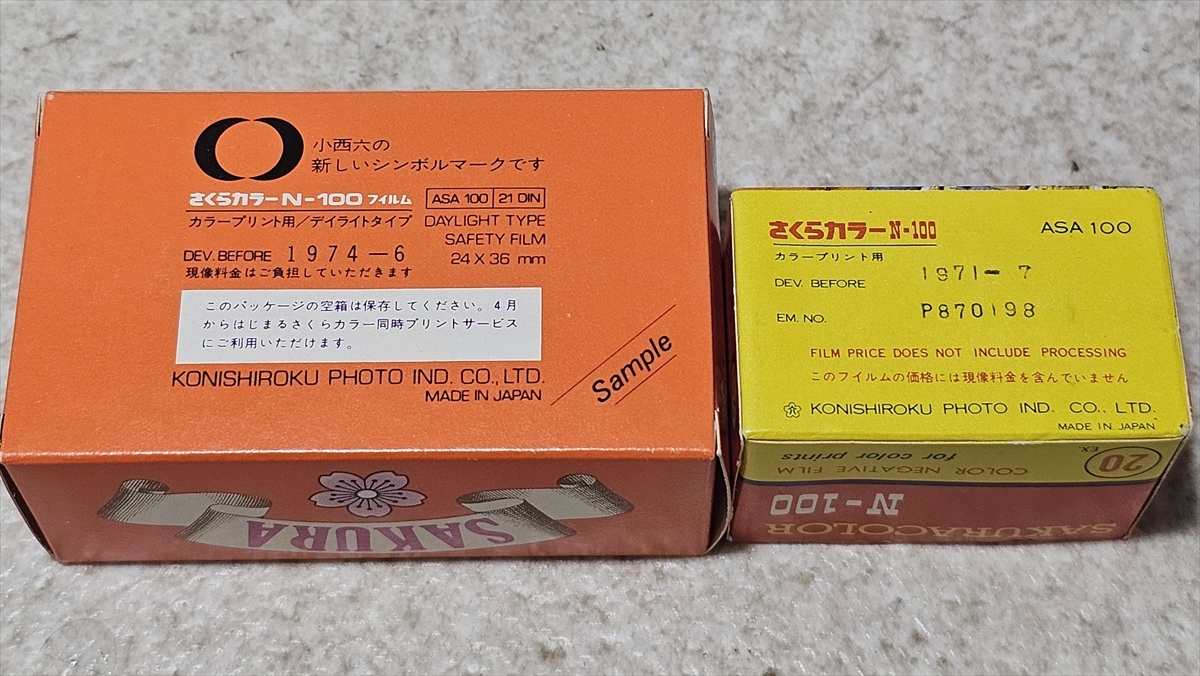 小西六の
新しいシンボルマークです
さくらカラーN-100フイルム ASA 100 21 DIN
カラープリント用/デイライトタイプ DAYLIGHT TYPE
SAFETY FILM
DEV. BEFORE 1974-6 24 X 36 mm
現像料金はご負担していただきます
このパッケージの空箱は保存してください。4月
からはじまるさくらカラー同時プリントサービス
にご利用いただけます。
Sample
KONISHIROKU PHOTO IND. CO., LTD.
MADE IN JAPAN
SAKURA
さくらカラーN-100 ASA 100
カラープリント用
DEV. BEFORE 1971-7
EM. NO. P870198
FILM PRICE DOES NOT INCLUDE PROCESSING
このフイルムの価格には現像料金を含んでいません
KONISHIROKU PHOTO IND. CO., LTD.
MADE IN JAPAN
SAKURACOLOR
N-100
COLOR NEGATIVE FILM
for color prints
20 EX